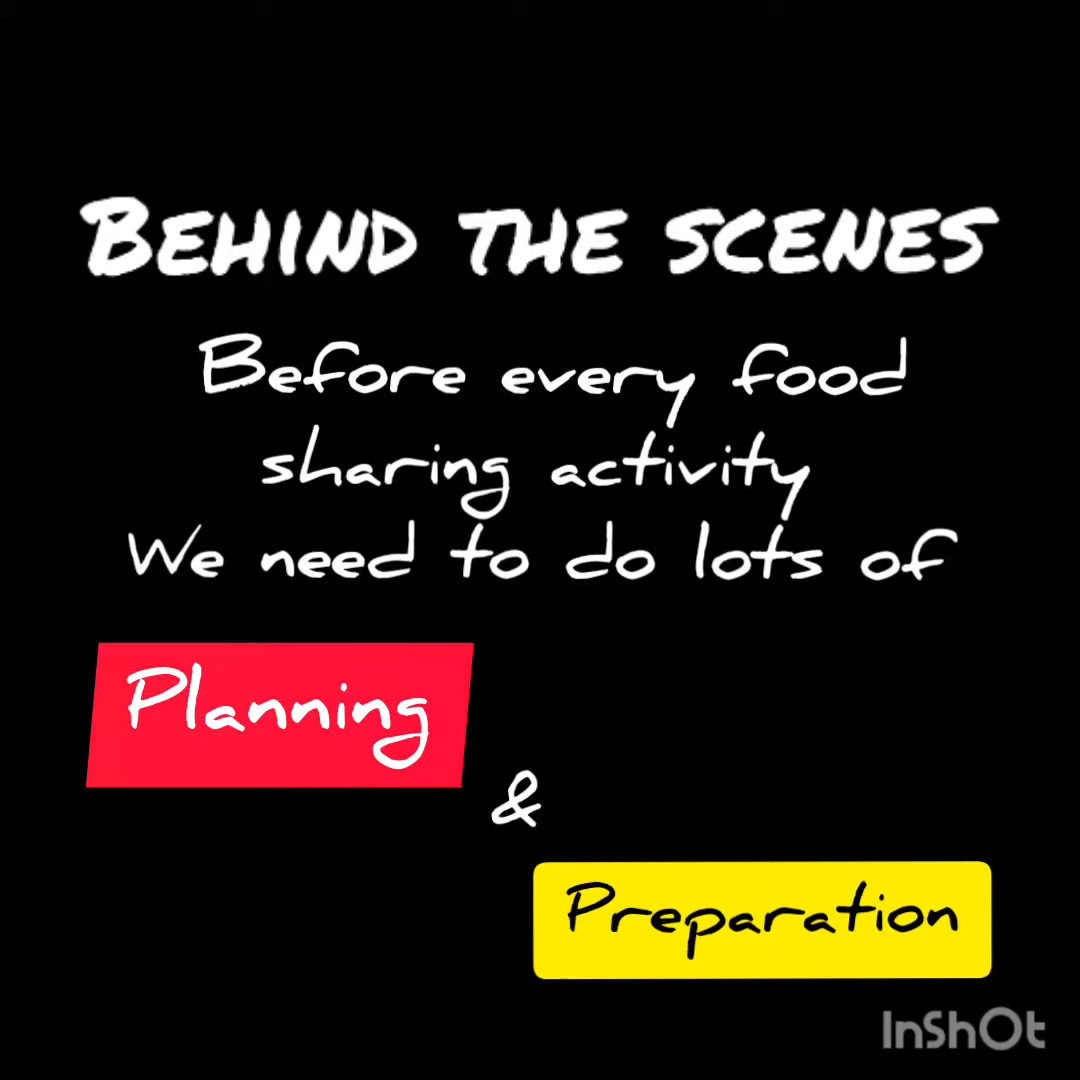 BEHIND THE SCENES
Before every food
sharing activity
We need to do lots of
Planning
&
Preparation
InShOt